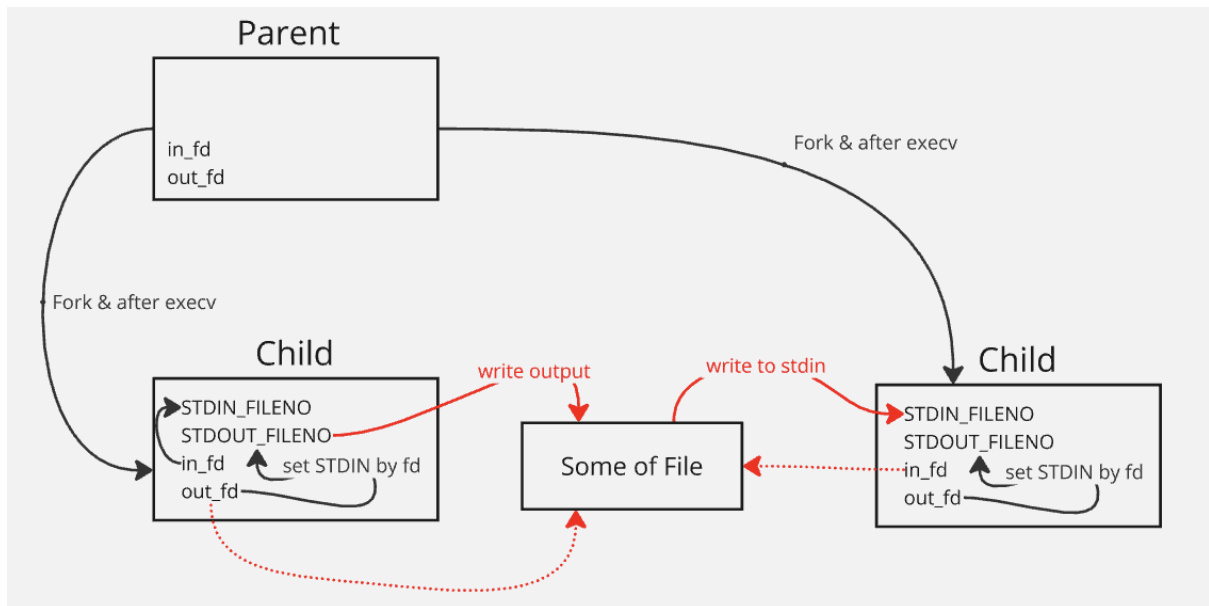 Parent
in_fd
out_fd
Fork & after execv
Fork & after execv
Child
STDIN_FILENO
STDOUT_FILENO
in_fd
set STDIN by fd
out_fd
write output
Some of File
write to stdin
Child
STDIN_FILENO
STDOUT_FILENO
in_fd
set STDIN by fd
out_fd